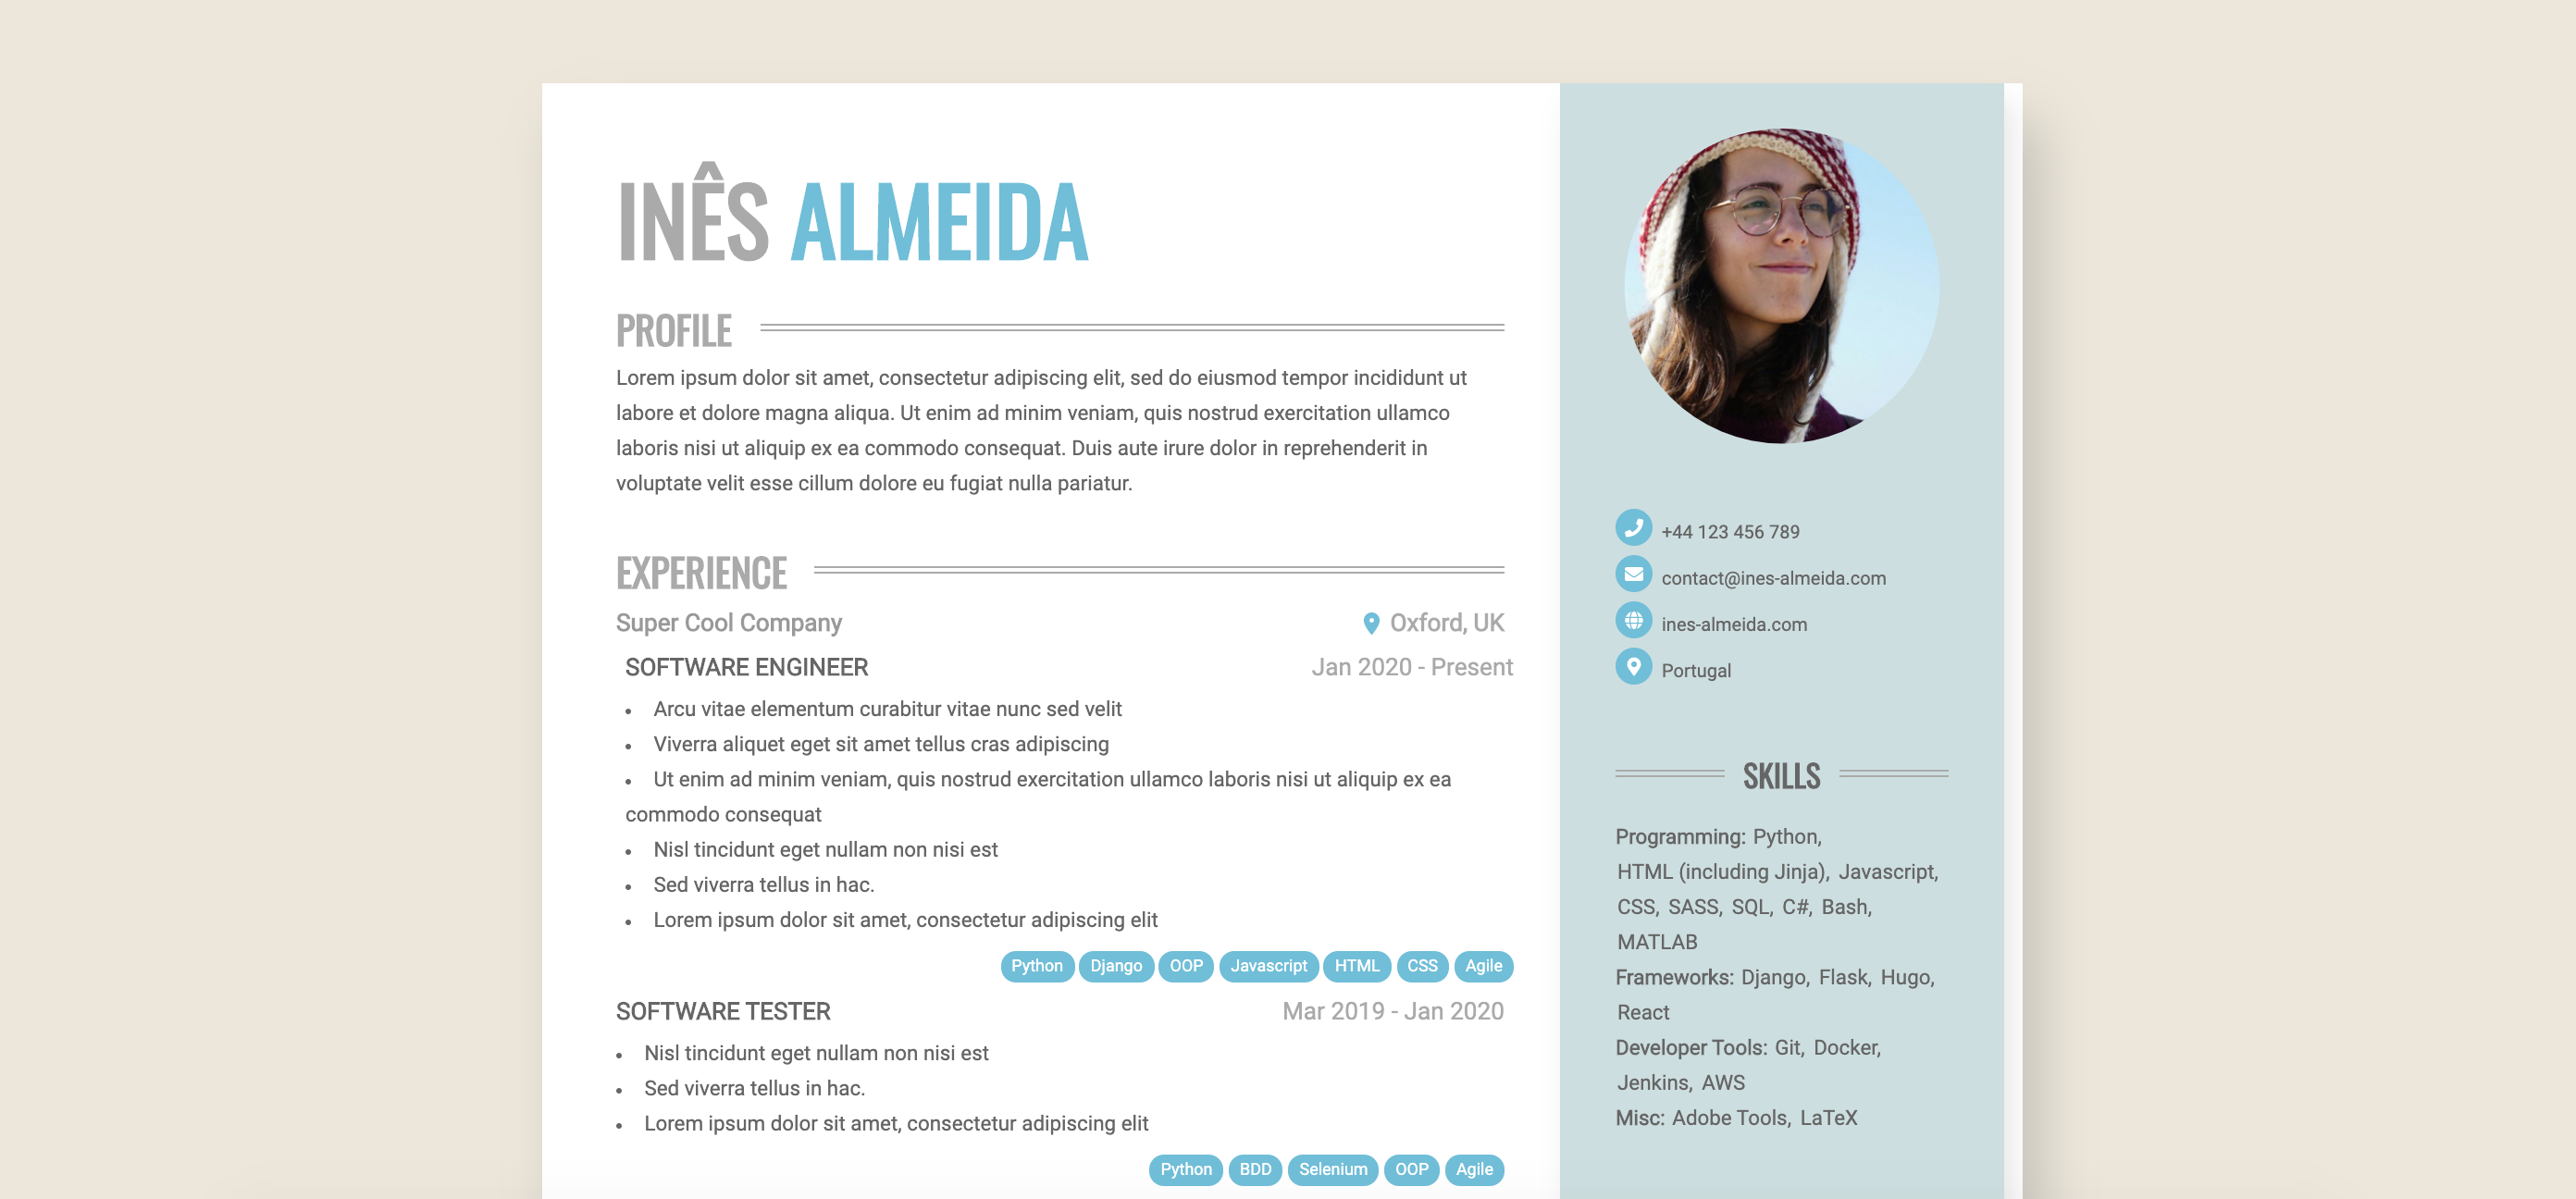 INÊS ALMEIDA
PROFILE
Lorem ipsum dolor sit amet, consectetur adipiscing elit, sed do eiusmod tempor incididunt ut
labore et dolore magna aliqua. Ut enim ad minim veniam, quis nostrud exercitation ullamco
laboris nisi ut aliquip ex ea commodo consequat. Duis aute irure dolor in reprehenderit in
voluptate velit esse cillum dolore eu fugiat nulla pariatur.
EXPERIENCE
Super Cool Company Oxford, UK
SOFTWARE ENGINEER Jan 2020 - Present
• Arcu vitae elementum curabitur vitae nunc sed velit
• Viverra aliquet eget sit amet tellus cras adipiscing
• Ut enim ad minim veniam, quis nostrud exercitation ullamco laboris nisi ut aliquip ex ea
commodo consequat
• Nisl tincidunt eget nullam non nisi est
• Sed viverra tellus in hac.
• Lorem ipsum dolor sit amet, consectetur adipiscing elit
Python Django OOP Javascript HTML CSS Agile
SOFTWARE TESTER Mar 2019 - Jan 2020
• Nisl tincidunt eget nullam non nisi est
• Sed viverra tellus in hac.
• Lorem ipsum dolor sit amet, consectetur adipiscing elit
Python BDD Selenium OOP Agile
+44 123 456 789
contact@ines-almeida.com
ines-almeida.com
Portugal
SKILLS
Programming: Python,
HTML (including Jinja), Javascript,
CSS, SASS, SQL, C#, Bash,
MATLAB
Frameworks: Django, Flask, Hugo,
React
Developer Tools: Git, Docker,
Jenkins, AWS
Misc: Adobe Tools, LaTeX